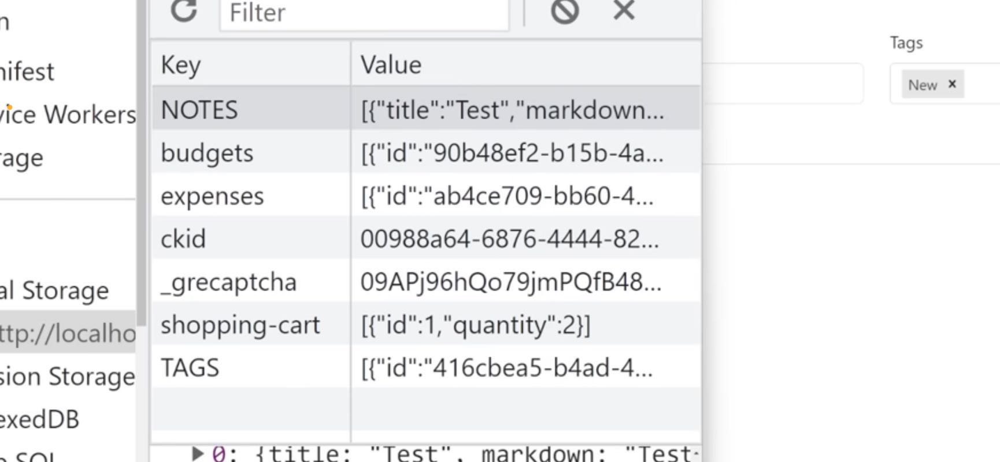 n
nifest
vice Workers
rage
al Storage
ttp://localho
sion Storage
exedDB
SQL
Filter
Key Value
NOTES [{"title":"Test","markdown...
budgets [{"id":"90b48ef2-b15b-4a...
expenses [{"id":"ab4ce709-bb60-4...
ckid 00988a64-6876-4444-82...
_grecaptcha 09APj96hQo79jmPQfB48...
shopping-cart [{"id":1,"quantity":2}]
TAGS [{"id":"416cbea5-b4ad-4...
0: {title: "Test", markdown: "Test
Tags
New ×